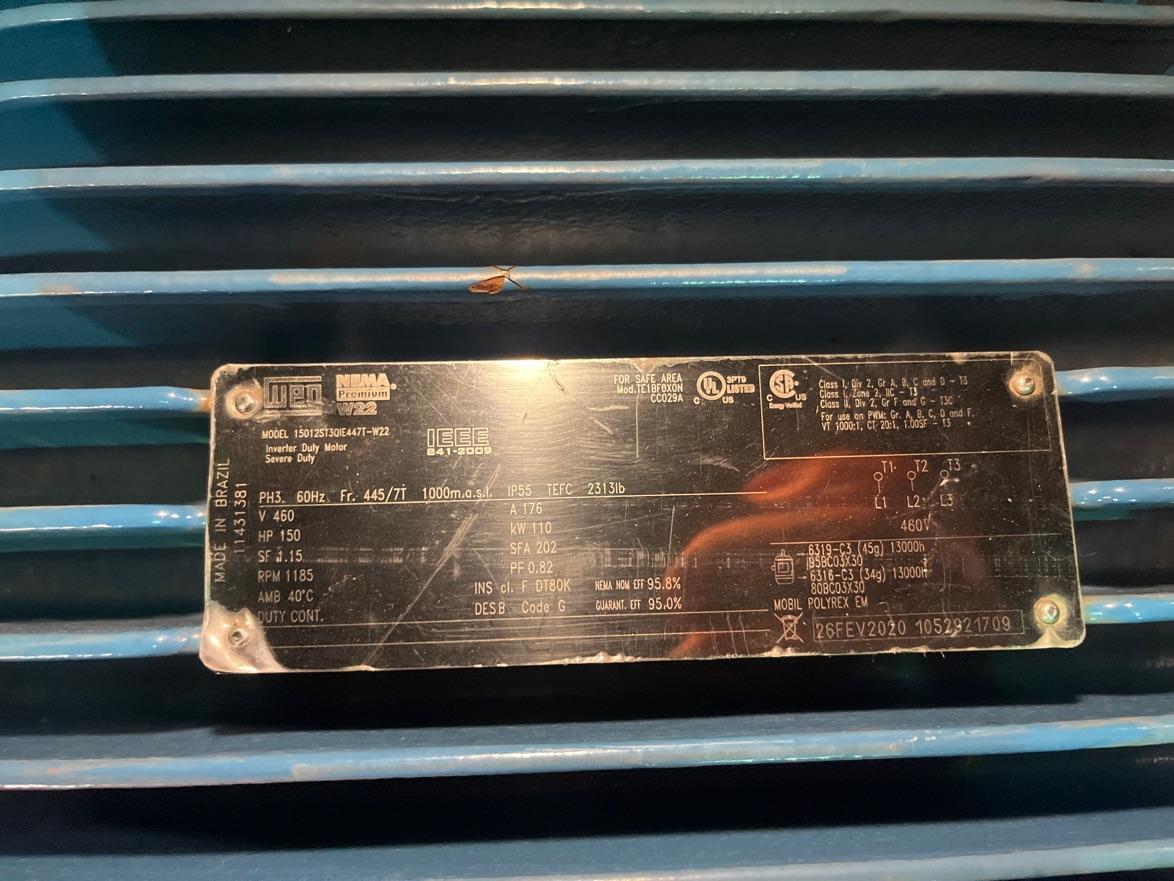 WEG NEMA Premium W22
MODEL 15012ST3QIE447T-W22
Inverter Duty Motor
Severe Duty
IEEE
841-2009
FOR SAFE AREA
Mod.TE1BF0X0N
CC029A
UL 3PT9
LISTED
C US
SA
C US
Energy Verified
Class I, Div 2, Gr A, B, C and D - T3
Class I, Zone 2, IIC - T3
Class II, Div 2, Gr F and G - T3C
For use on PWM: Gr. A, B, C, D and F.
VT 1000:1, CT 20:1, 1.00SF - T3
MADE IN BRAZIL
11431381
PH3. 60Hz Fr. 445/7T 1000m.a.s.l. IP55 TEFC 2313lb
V 460
HP 150
SF 1.15
RPM 1185
AMB 40°C
DUTY CONT.
A 176
kW 110
SFA 202
PF 0.82
INS cl. F DT80K NEMA NOM EFF 95.8%
DES B Code G GUARANT. EFF 95.0%
T1 T2 T3
L1 L2 L3
460V
6319-C3 (45g) 13000h
95BC03X30
6316-C3 (34g) 13000h
80BC03X30
MOBIL POLYREX EM
26FEV2020 1052921709